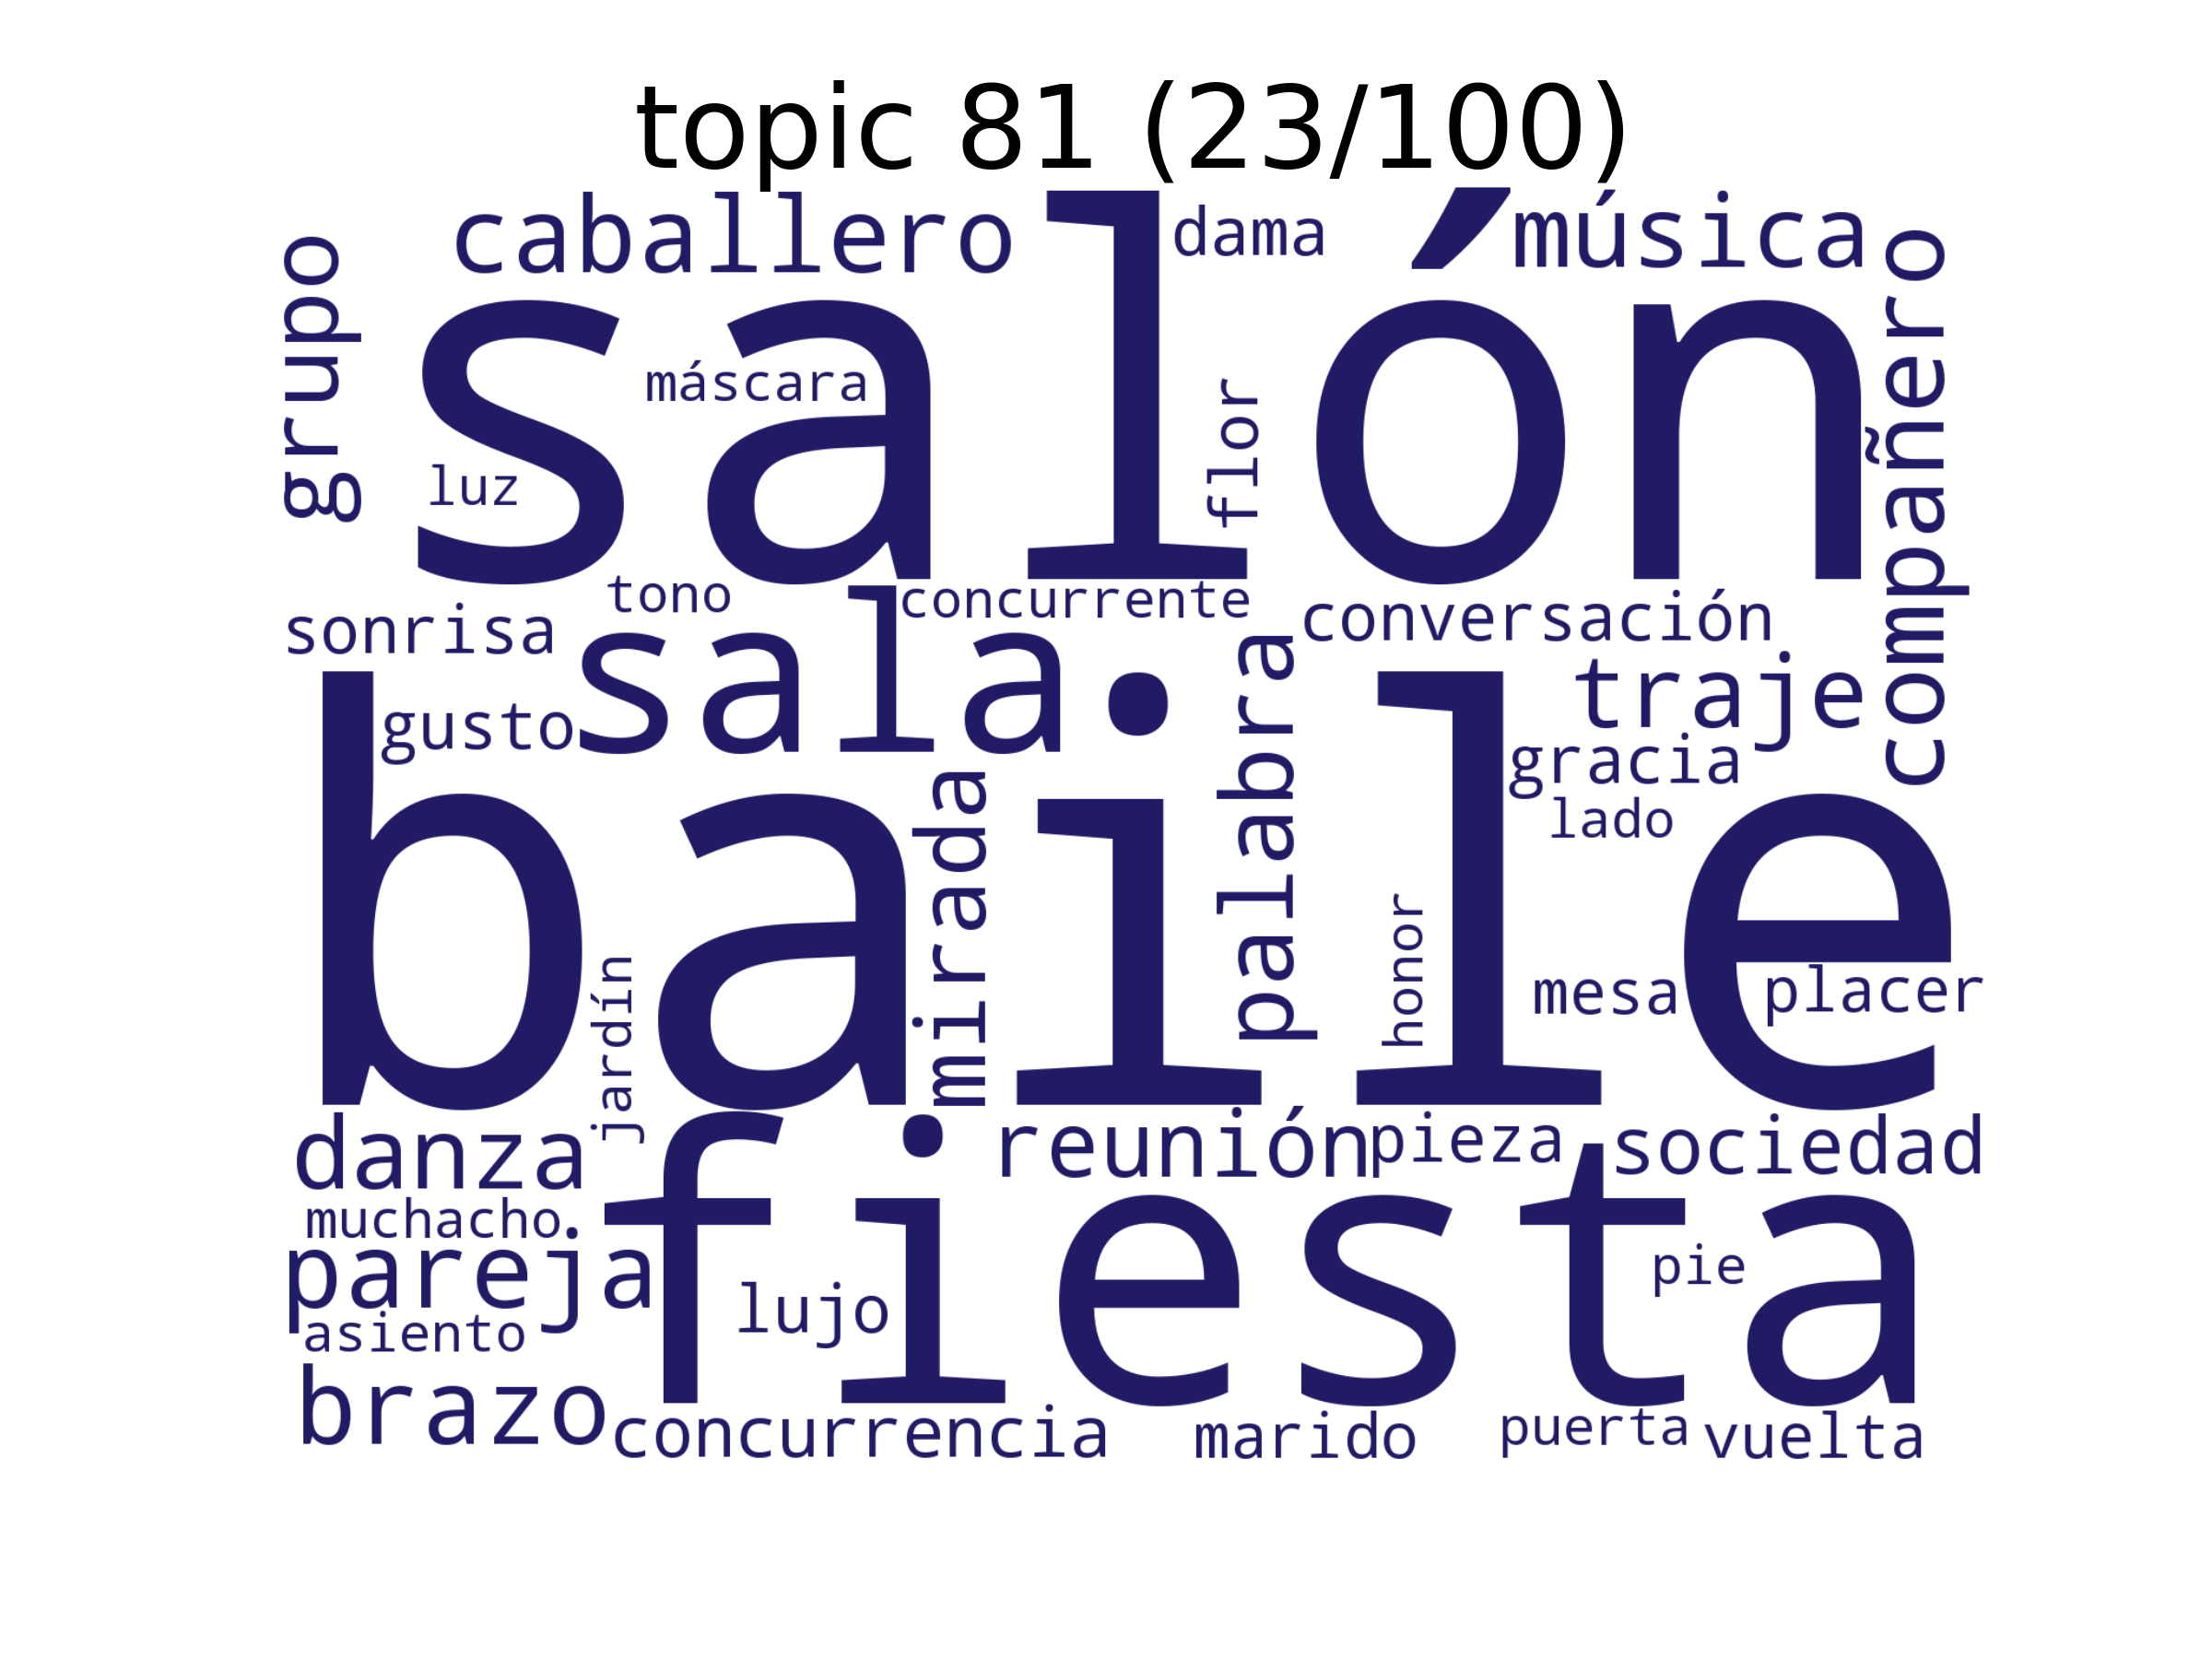 topic 81 (23/100)
caballero
dama
música
grupo
compañero
salón
máscara
flor
luz
tono
concurrente
conversación
sonrisa
sala
palabra
traje
gusto
gracia
lado
mirada
baile
honor
mesa
placer
jardín
danza
reunión
pieza
sociedad
muchacho
fiesta
pareja
pie
lujo
asiento
brazo
concurrencia
marido
puerta
vuelta